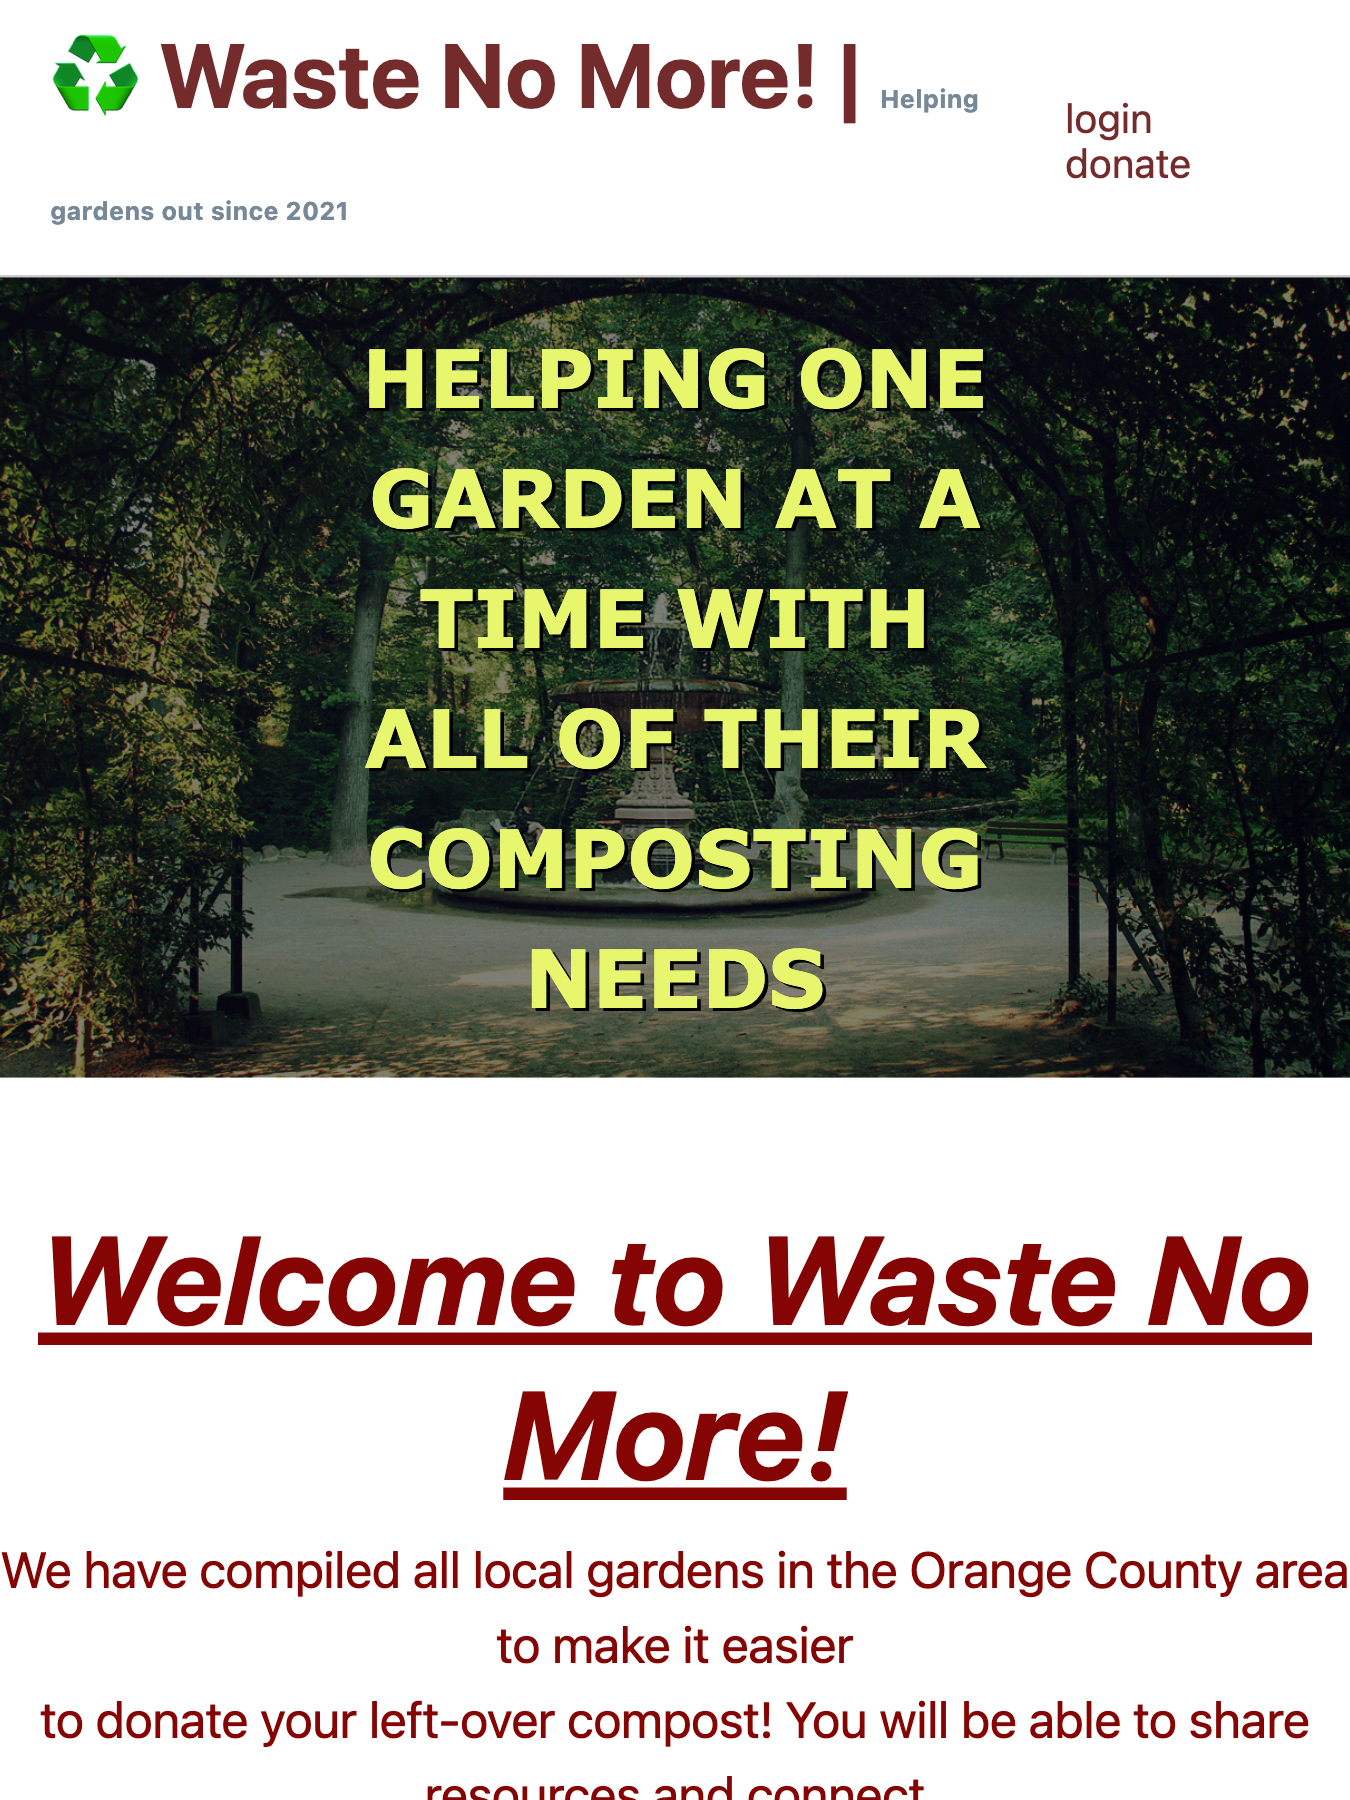 Waste No More! | Helping
gardens out since 2021
login
donate
HELPING ONE
GARDEN AT A
TIME WITH
ALL OF THEIR
COMPOSTING
NEEDS
Welcome to Waste No
More!
We have compiled all local gardens in the Orange County area
to make it easier
to donate your left-over compost! You will be able to share
resources and connect